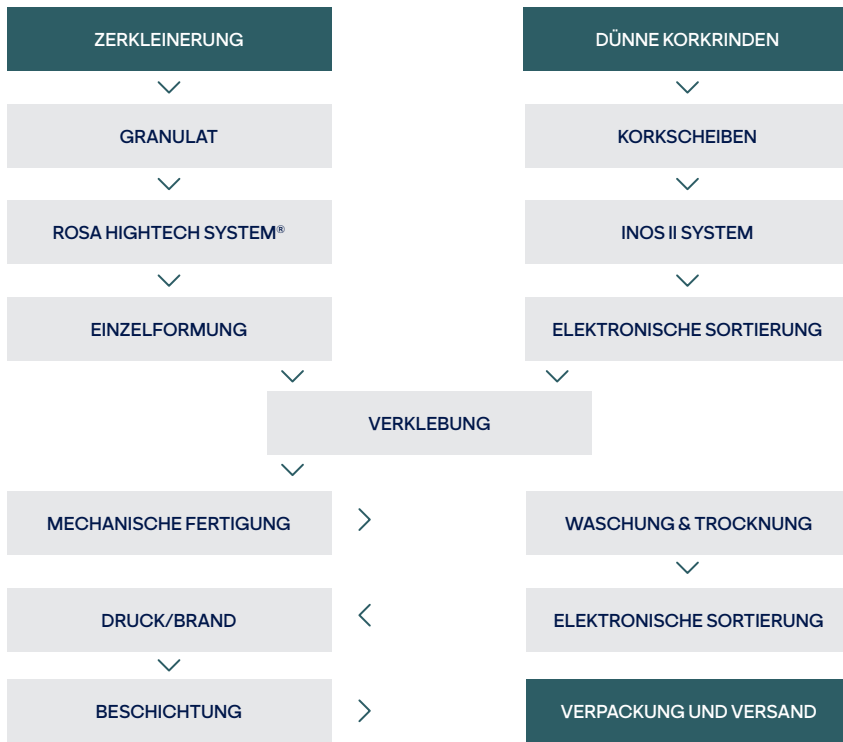 ZERKLEINERUNG
DÜNNE KORKRINDEN
GRANULAT
KORKSCHEIBEN
ROSA HIGHTECH SYSTEM®
INOS II SYSTEM
EINZELFORMUNG
ELEKTRONISCHE SORTIERUNG
VERKLEBUNG
MECHANISCHE FERTIGUNG
WASCHUNG & TROCKNUNG
DRUCK/BRAND
ELEKTRONISCHE SORTIERUNG
BESCHICHTUNG
VERPACKUNG UND VERSAND